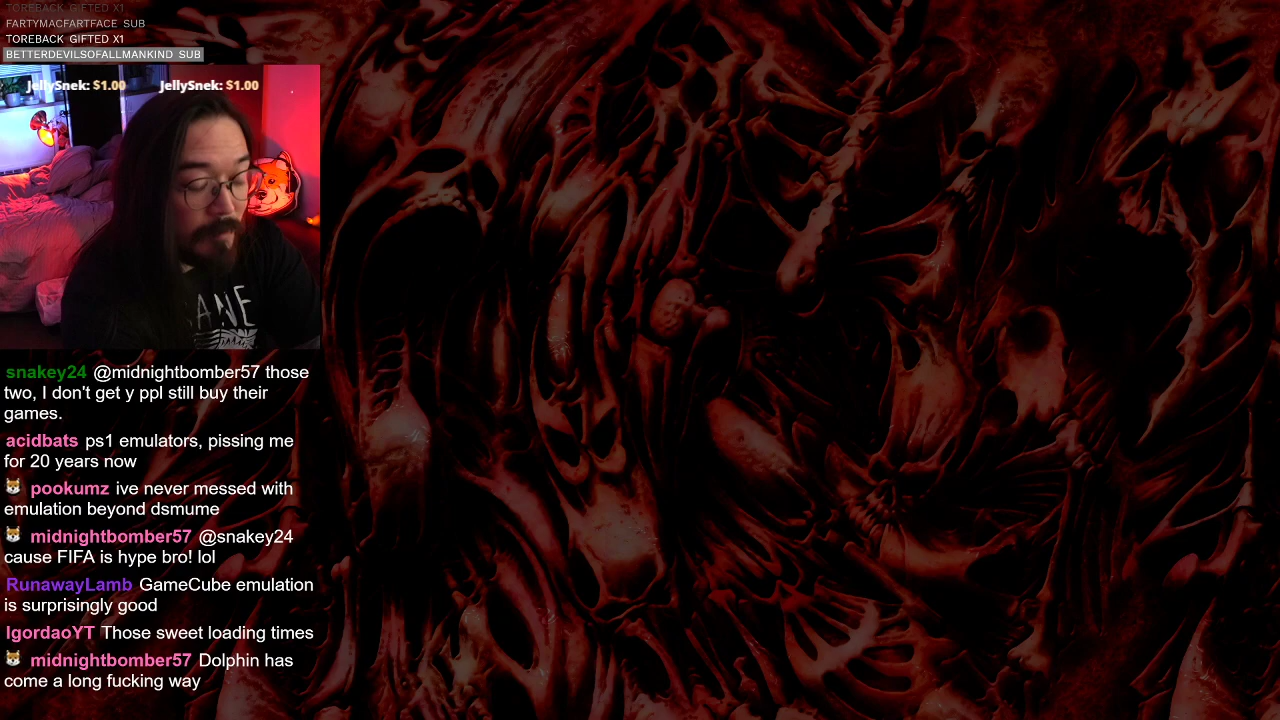 TOREBACK GIFTED X1
FARTYMACFARTFACE SUB
TOREBACK GIFTED X1
BETTERDEVILSOFALLMANKIND SUB
JellySnek: $1.00 JellySnek: $1.00
ANE
snakey24 @midnightbomber57 those
two, I don't get y ppl still buy their
games.
acidbats ps1 emulators, pissing me
for 20 years now
pookumz ive never messed with
emulation beyond dsmume
midnightbomber57 @snakey24
cause FIFA is hype bro! lol
RunawayLamb GameCube emulation
is surprisingly good
IgordaoYT Those sweet loading times
midnightbomber57 Dolphin has
come a long fucking way